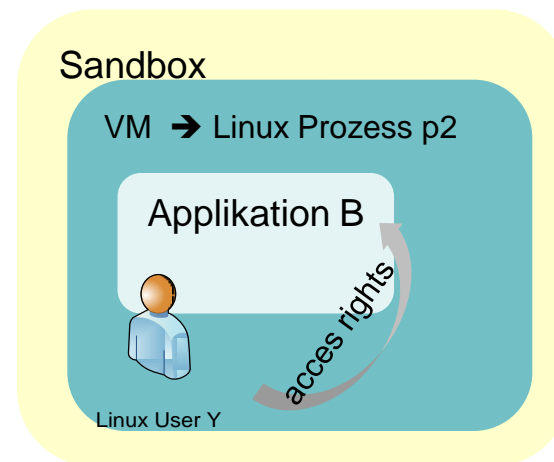 Sandbox
VM ➔ Linux Prozess p2
Applikation B
acces rights
Linux User Y